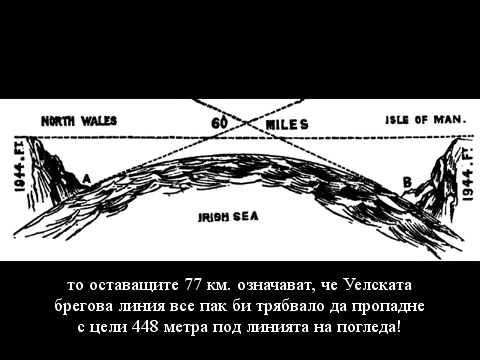 NORTH WALES 60 MILES ISLE OF MAN.
1944. FT.
A
B
1944. FT.
IRISH SEA
то оставащите 77 км. означават, че Уелската
брегова линия все пак би трябвало да пропадне
с цели 448 метра под линията на погледа!